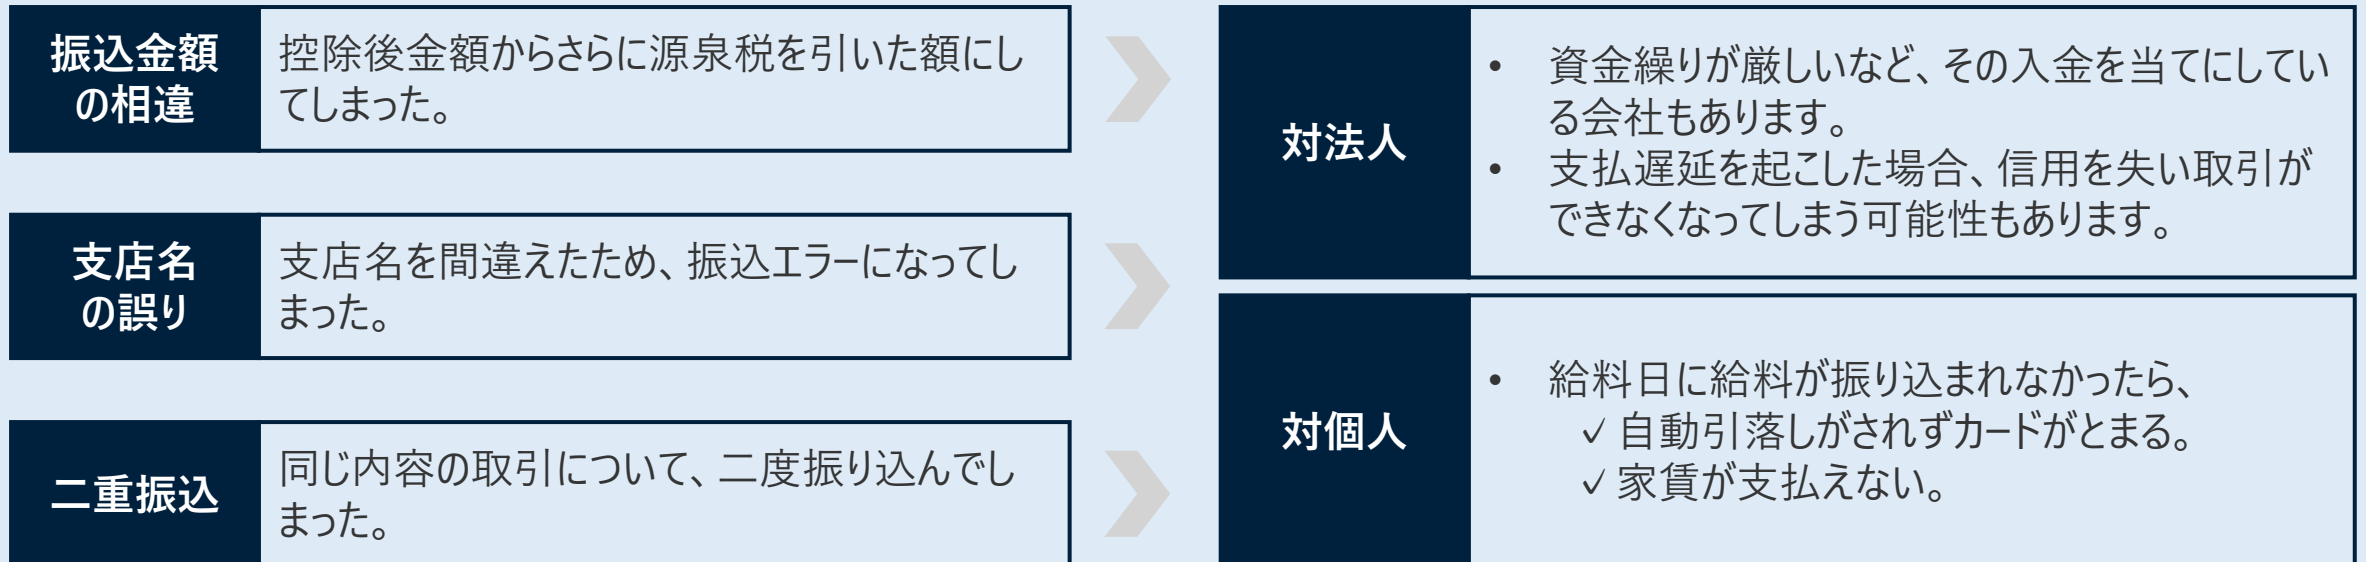 振込金額
の相違
控除後金額からさらに源泉税を引いた額にし
てしまった。
支店名
の誤り
支店名を間違えたため、振込エラーになってし
まった。
二重振込
同じ内容の取引について、二度振り込んでし
まった。
対法人
• 資金繰りが厳しいなど、その入金を当てにしてい
る会社もあります。
• 支払遅延を起こした場合、信用を失い取引が
できなくなってしまう可能性もあります。
対個人
• 給料日に給料が振り込まれなかったら、
✓ 自動引落しがされずカードがとまる。
✓ 家賃が支払えない。